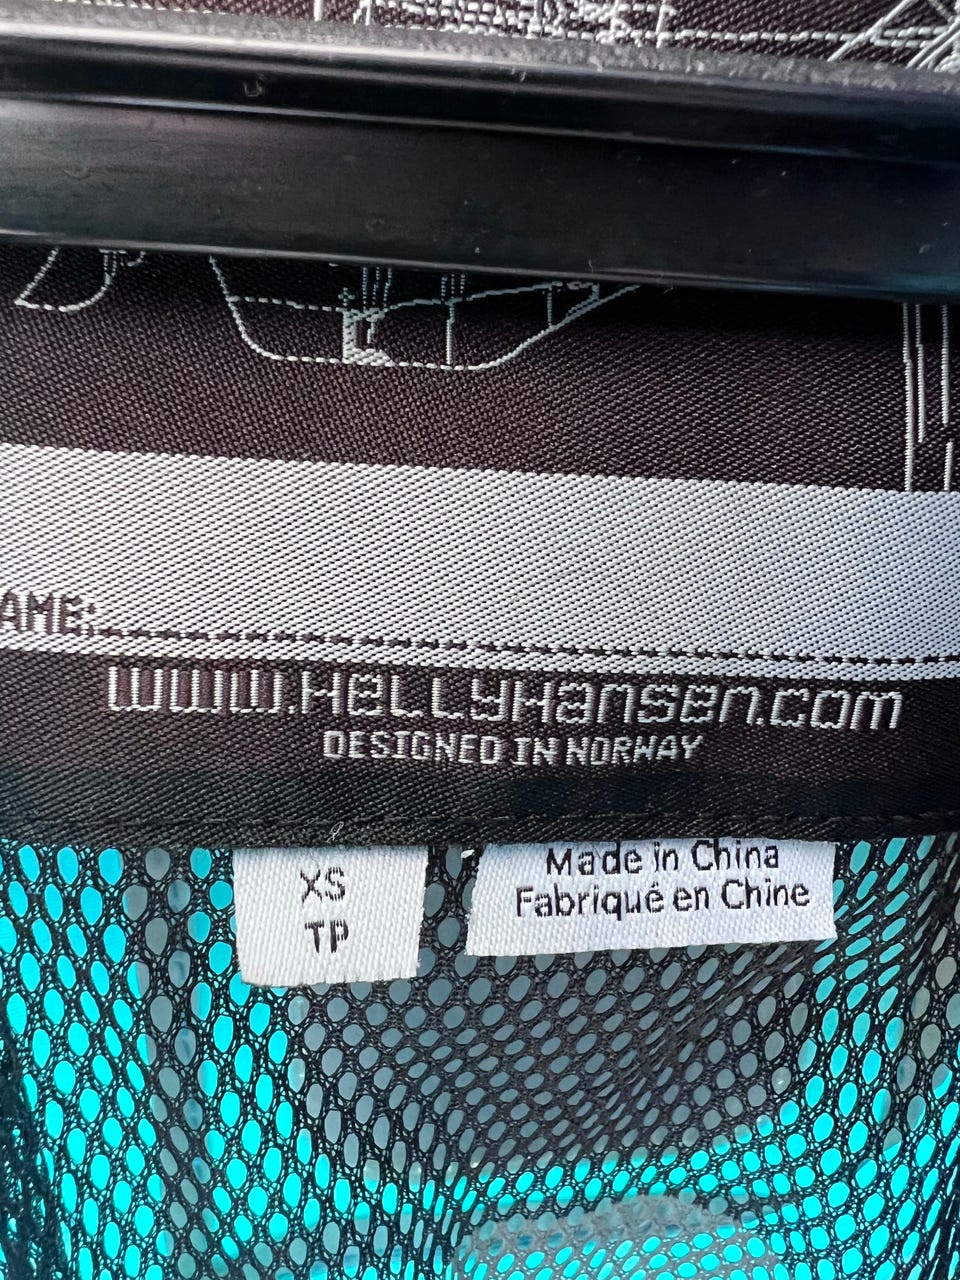 AME:
www.HeLLyHansen.com
DESIGNED IN NORWAY
XS
TP
Made in China
Fabriqué en Chine